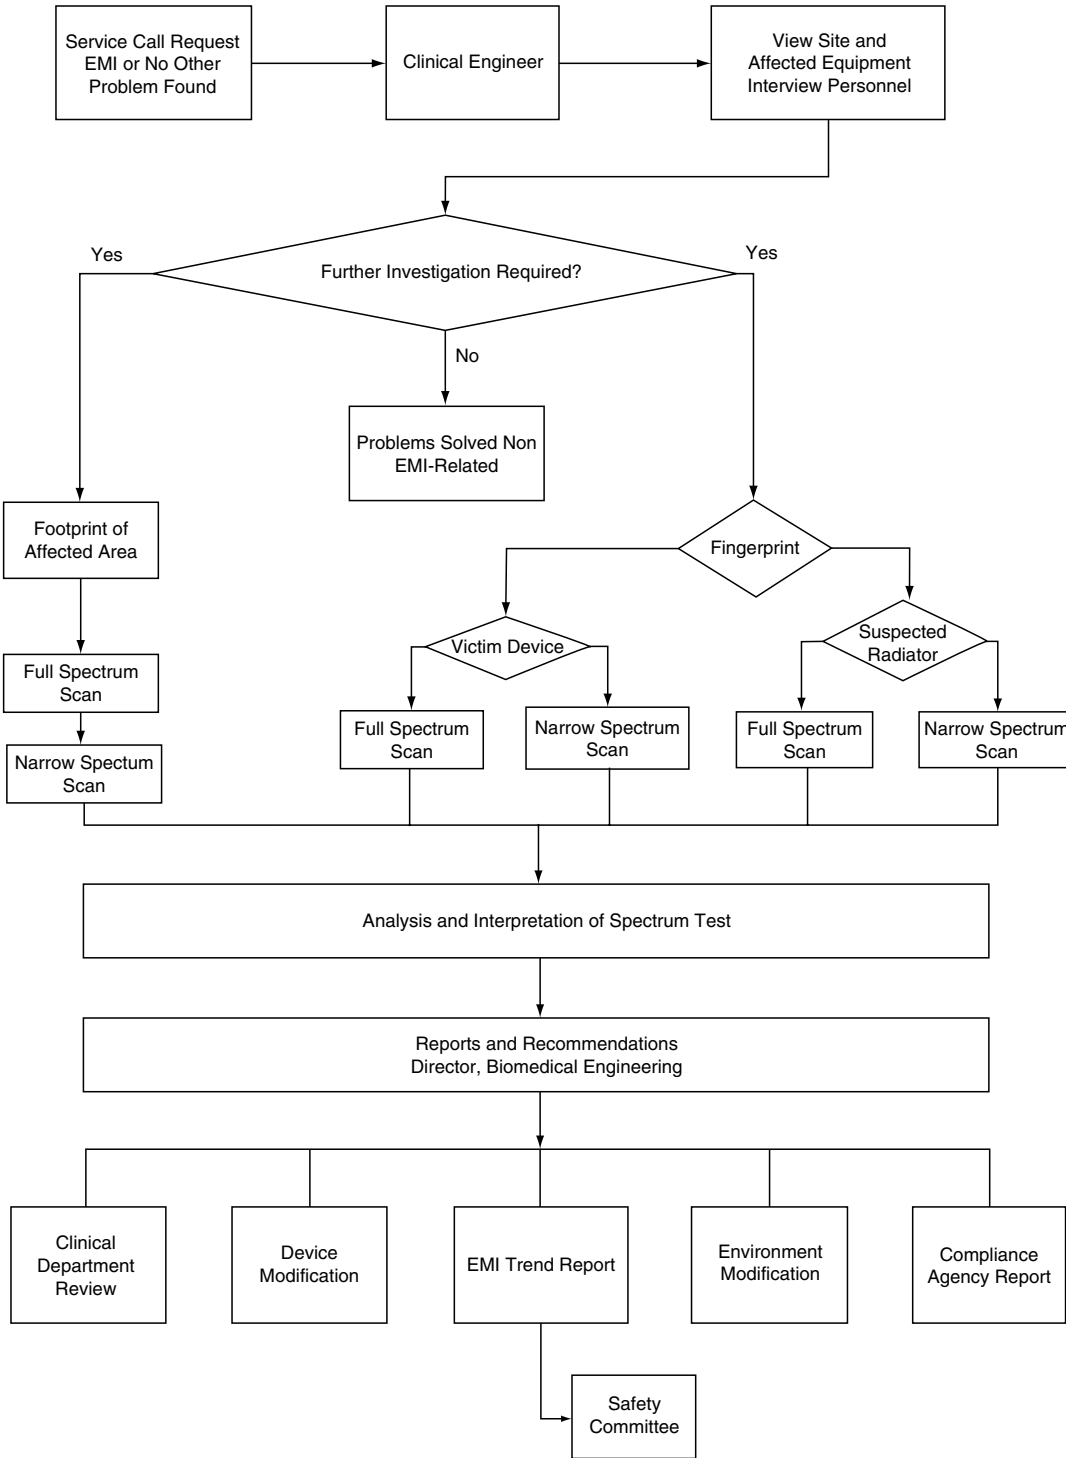 Service Call Request
EMI or No Other
Problem Found
Clinical Engineer
View Site and
Affected Equipment
Interview Personnel
Yes
Further Investigation Required?
Yes
No
Problems Solved Non
EMI-Related
Footprint of
Affected Area
Fingerprint
Victim Device
Suspected
Radiator
Full Spectrum
Scan
Narrow Spectum
Scan
Full Spectrum
Scan
Narrow Spectrum
Scan
Full Spectrum
Scan
Narrow Spectrum
Scan
Analysis and Interpretation of Spectrum Test
Reports and Recommendations
Director, Biomedical Engineering
Clinical
Department
Review
Device
Modification
EMI Trend Report
Environment
Modification
Compliance
Agency Report
Safety
Committee